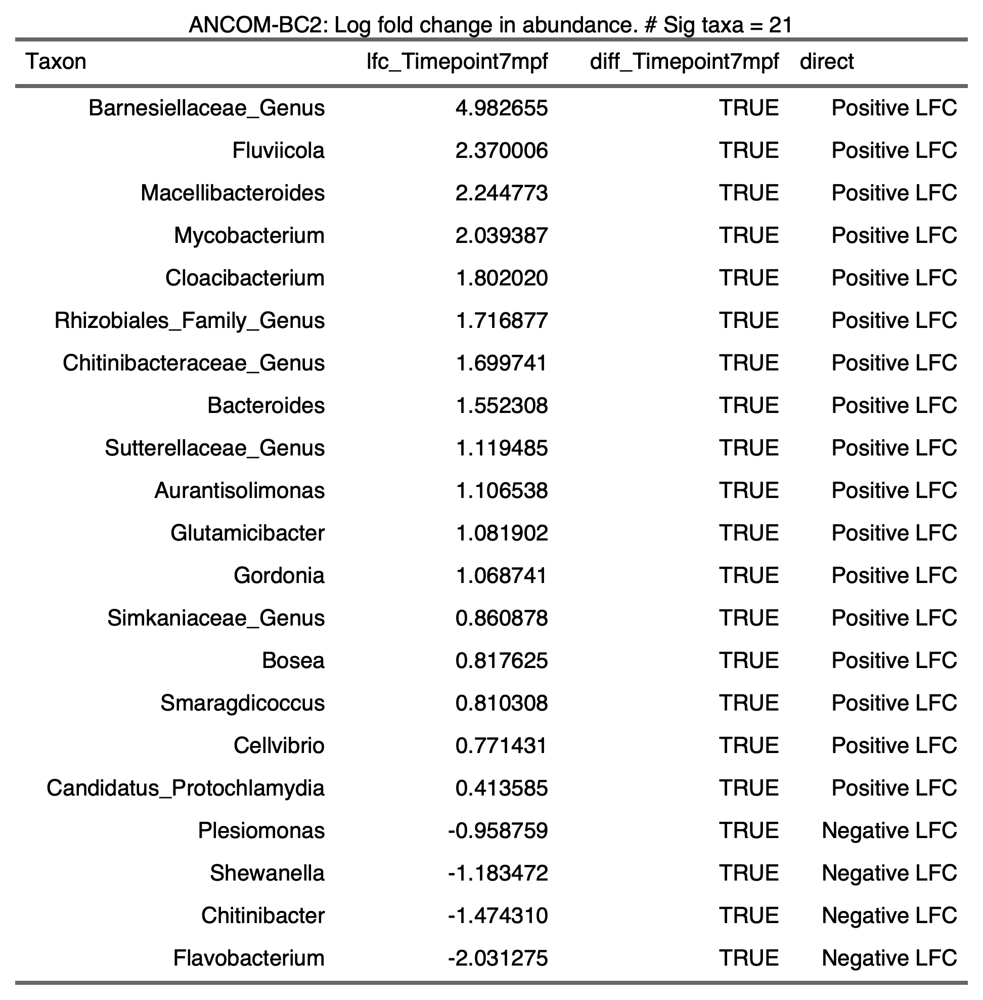 ANCOM-BC2: Log fold change in abundance. # Sig taxa = 21
Taxon lfc_Timepoint7mpf diff_Timepoint7mpf direct
Barnesiellaceae_Genus 4.982655 TRUE Positive LFC
Fluviicola 2.370006 TRUE Positive LFC
Macellibacteroides 2.244773 TRUE Positive LFC
Mycobacterium 2.039387 TRUE Positive LFC
Cloacibacterium 1.802020 TRUE Positive LFC
Rhizobiales_Family_Genus 1.716877 TRUE Positive LFC
Chitinibacteraceae_Genus 1.699741 TRUE Positive LFC
Bacteroides 1.552308 TRUE Positive LFC
Sutterellaceae_Genus 1.119485 TRUE Positive LFC
Aurantisolimonas 1.106538 TRUE Positive LFC
Glutamicibacter 1.081902 TRUE Positive LFC
Gordonia 1.068741 TRUE Positive LFC
Simkaniaceae_Genus 0.860878 TRUE Positive LFC
Bosea 0.817625 TRUE Positive LFC
Smaragdicoccus 0.810308 TRUE Positive LFC
Cellvibrio 0.771431 TRUE Positive LFC
Candidatus_Protochlamydia 0.413585 TRUE Positive LFC
Plesiomonas -0.958759 TRUE Negative LFC
Shewanella -1.183472 TRUE Negative LFC
Chitinibacter -1.474310 TRUE Negative LFC
Flavobacterium -2.031275 TRUE Negative LFC